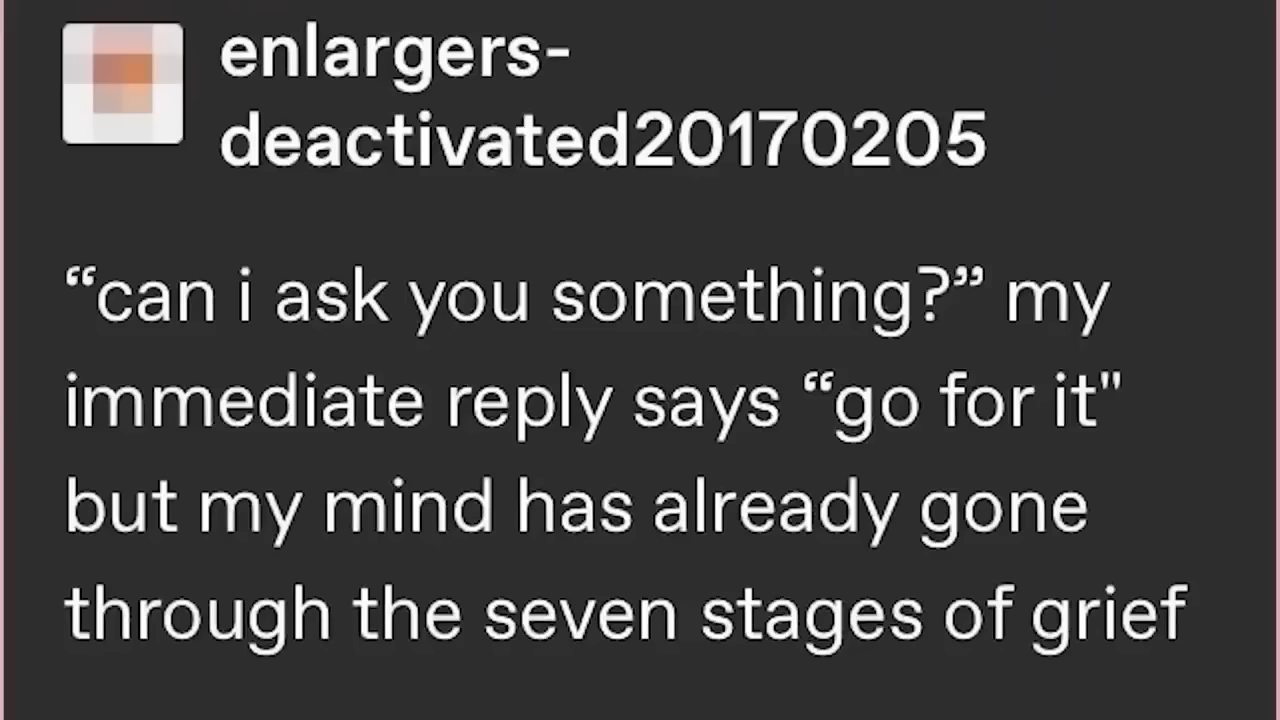 enlargers-
deactivated20170205
“can i ask you something?” my
immediate reply says “go for it"
but my mind has already gone
through the seven stages of grief